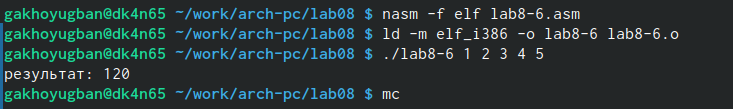 gakhoyugban@dk4n65 ~/work/arch-pc/lab08 $ nasm -f elf lab8-6.asm
gakhoyugban@dk4n65 ~/work/arch-pc/lab08 $ ld -m elf_i386 -o lab8-6 lab8-6.o
gakhoyugban@dk4n65 ~/work/arch-pc/lab08 $ ./lab8-6 1 2 3 4 5
результат: 120
gakhoyugban@dk4n65 ~/work/arch-pc/lab08 $ mc